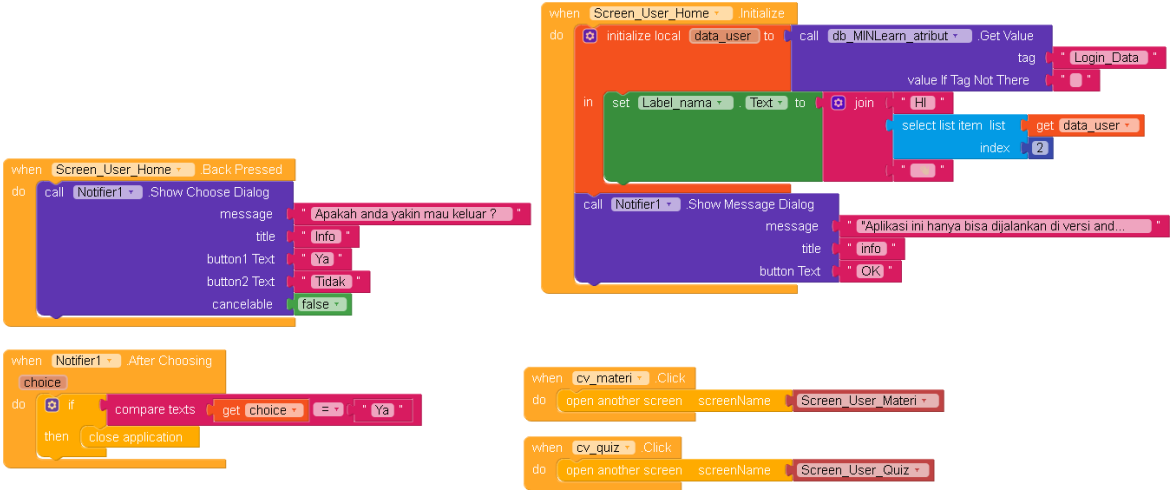 when Screen_User_Home .Initialize
do initialize local data_user to call db_MINLearn_atribut .Get Value
tag " Login_Data "
value If Tag Not There " "
in set Label_nama . Text to join " HI "
select list item list get data_user
index 2
" "
call Notifier1 .Show Message Dialog
message " "Aplikasi ini hanya bisa dijalankan di versi and... "
title " info "
button Text " OK "
when Screen_User_Home .Back Pressed
do call Notifier1 .Show Choose Dialog
message " Apakah anda yakin mau keluar ? "
title " Info "
button1 Text " Ya "
button2 Text " Tidak "
cancelable false
when Notifier1 .After Choosing
choice
do if compare texts get choice = " Ya "
then close application
when cv_materi .Click
do open another screen screenName Screen_User_Materi
when cv_quiz .Click
do open another screen screenName Screen_User_Quiz